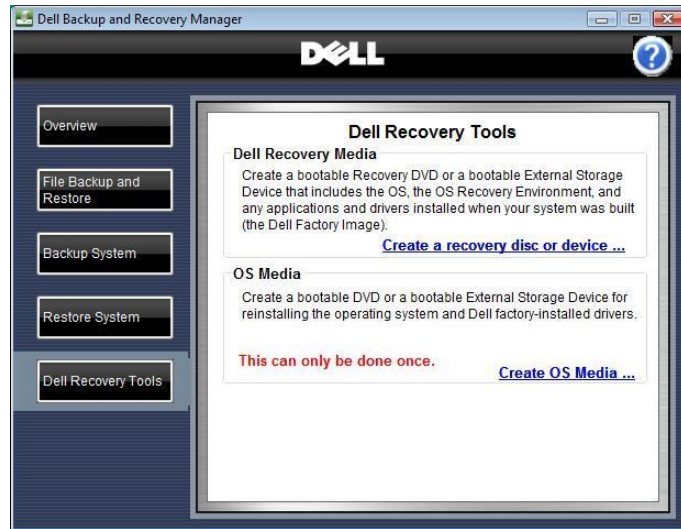 Dell Backup and Recovery Manager
DELL
?
Overview
File Backup and
Restore
Backup System
Restore System
Dell Recovery Tools
Dell Recovery Tools
Dell Recovery Media
Create a bootable Recovery DVD or a bootable External Storage
Device that includes the OS, the OS Recovery Environment, and
any applications and drivers installed when your system was built
(the Dell Factory Image).
Create a recovery disc or device ...
OS Media
Create a bootable DVD or a bootable External Storage Device for
reinstalling the operating system and Dell factory-installed drivers.
This can only be done once.
Create OS Media ...